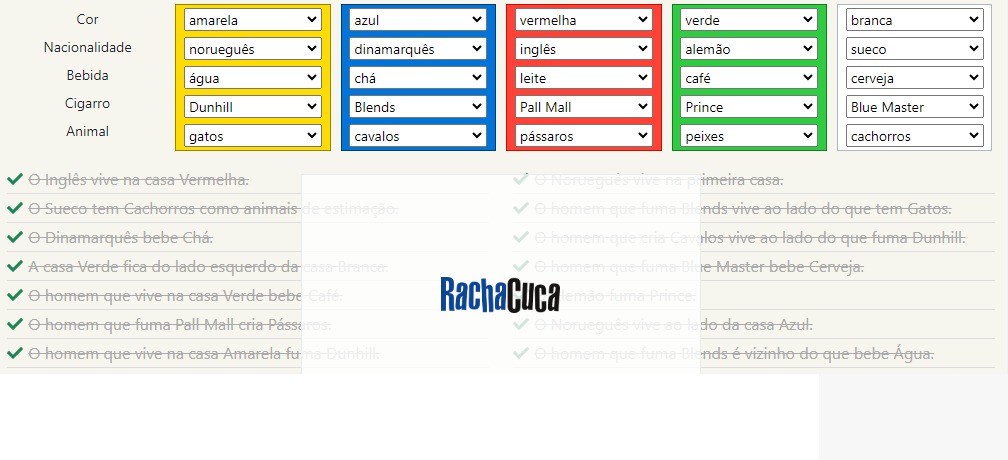 Cor amarela azul vermelha verde branca
Nacionalidade norueguês dinamarquês inglês alemão sueco
Bebida água chá leite café cerveja
Cigarro Dunhill Blends Pall Mall Prince Blue Master
Animal gatos cavalos pássaros peixes cachorros
O Inglês vive na casa Vermelha. O Norueguês vive na primeira casa.
O Sueco tem Cachorros como animais de estimação. O homem que fuma Blends vive ao lado do que tem Gatos.
O Dinamarquês bebe Chá. O homem que cria Cavalos vive ao lado do que fuma Dunhill.
A casa Verde fica do lado esquerdo da casa Branca. O homem que fuma Blue Master bebe Cerveja.
O homem que vive na casa Verde bebe Café. Alemão fuma Prince.
O homem que fuma Pall Mall cria Pássaros. O Norueguês vive ao lado da casa Azul.
O homem que vive na casa Amarela fuma Dunhill. O homem que fuma Blends é vizinho do que bebe Água.
RachaCuca